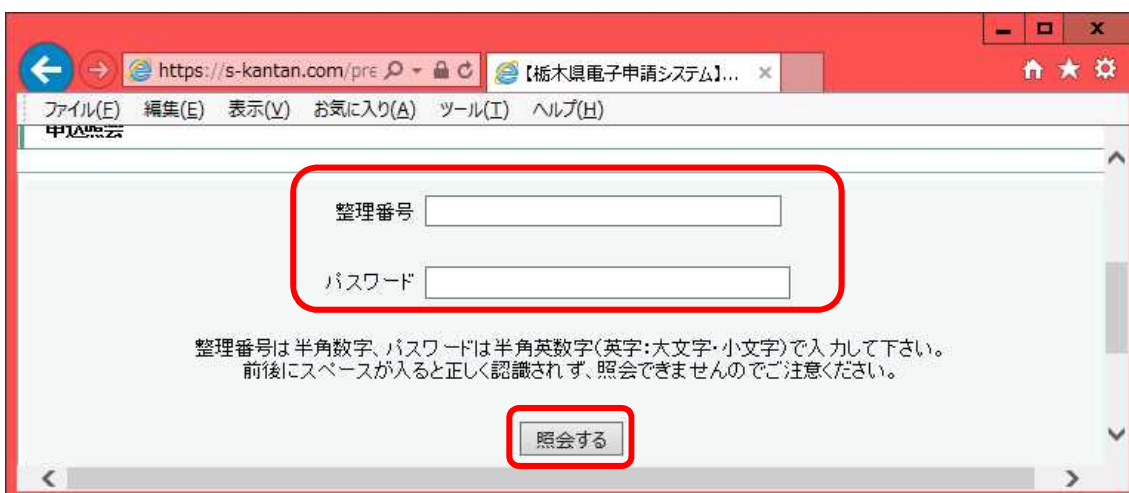 https://s-kantan.com/pre
【栃木県電子申請システム】...
ファイル(F) 編集(E) 表示(V) お気に入り(A) ツール(T) ヘルプ(H)
申込照会
整理番号
パスワード
整理番号は半角数字、パスワードは半角英数字(英字:大文字・小文字)で入力して下さい。
前後にスペースが入ると正しく認識されず、照会できませんのでご注意ください。
照会する